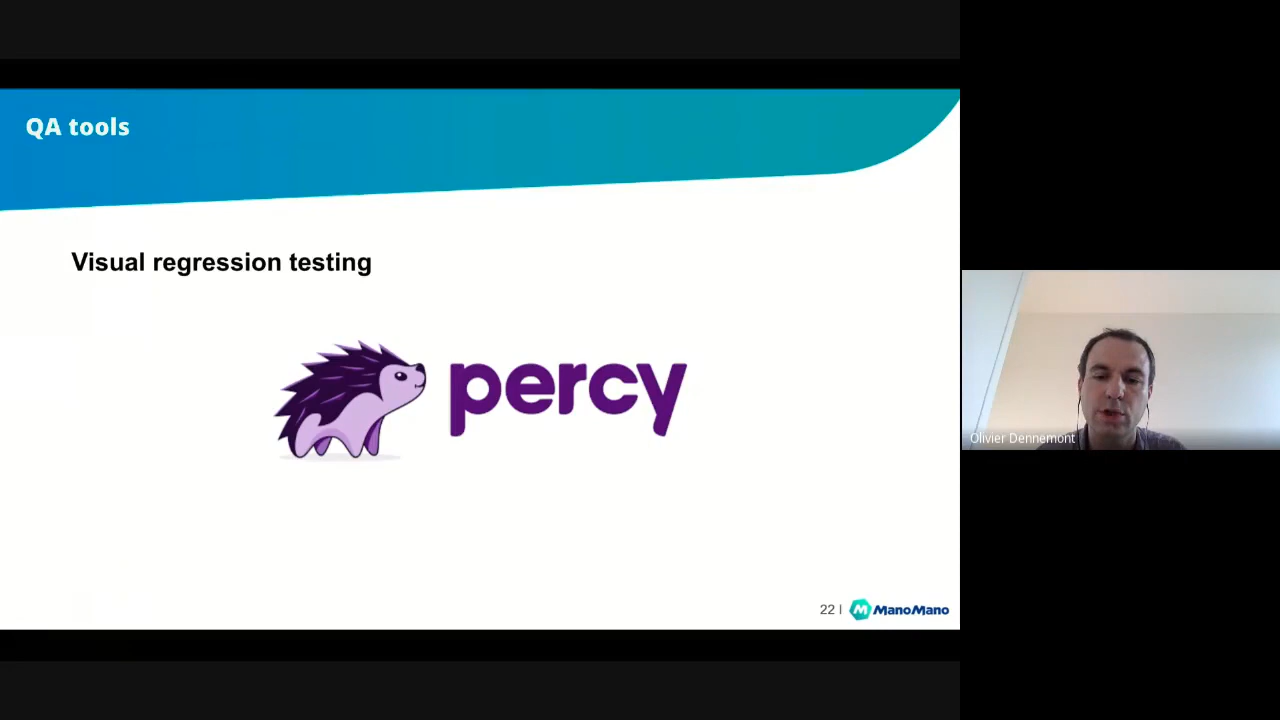 QA tools
Visual regression testing
percy
22 |
ManoMano
Olivier Dennemont